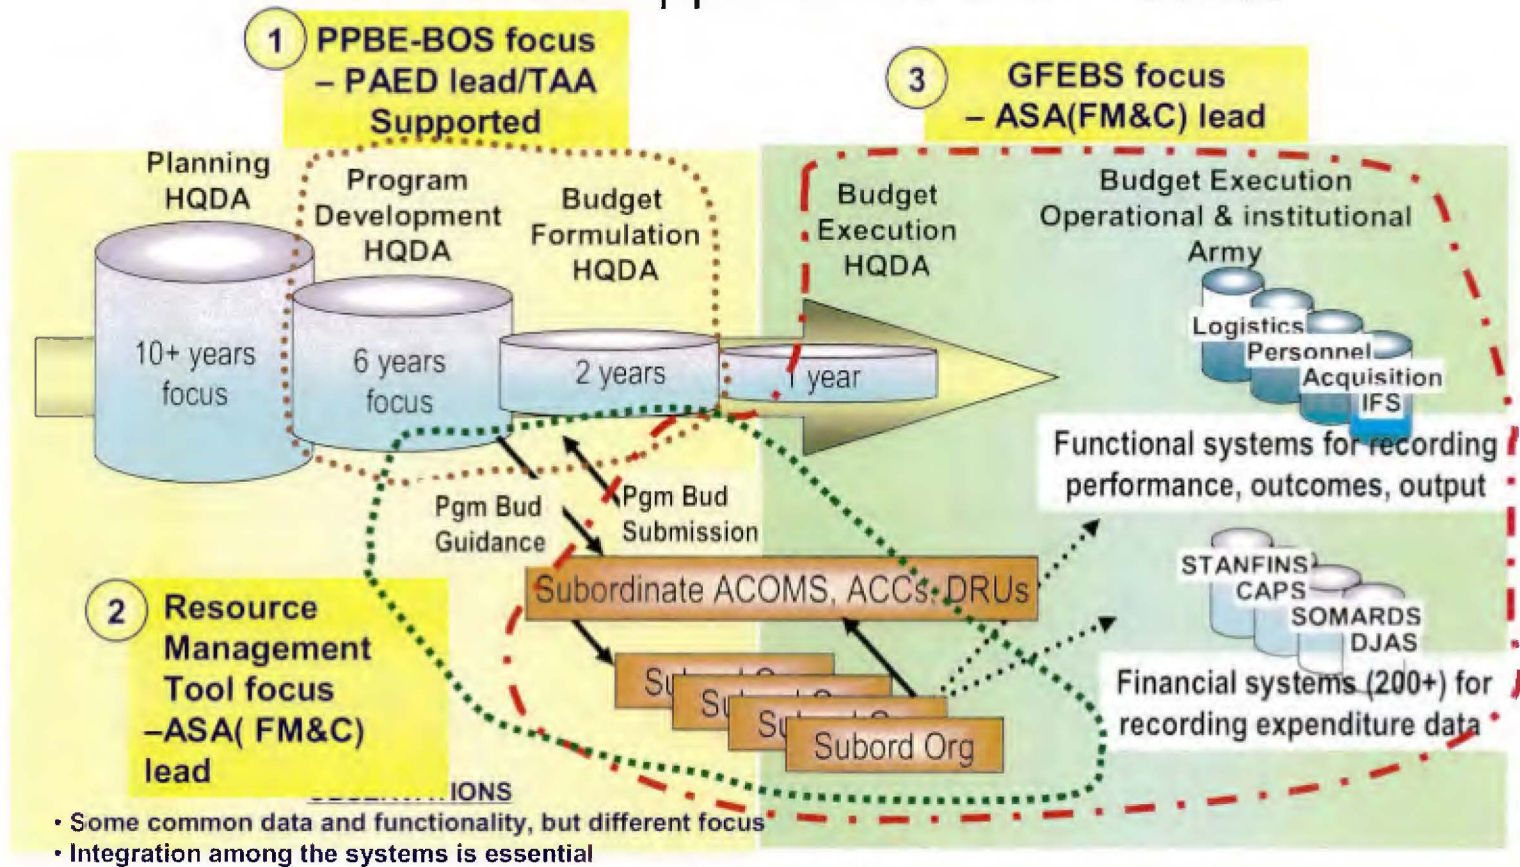 1
PPBE-BOS focus
– PAED lead/TAA
Supported
3
GFEBS focus
– ASA(FM&C) lead
Planning
HQDA
Program
Development
HQDA
Budget
Formulation
HQDA
Budget
Execution
HQDA
Budget Execution
Operational & institutional
Army
10+ years
focus
6 years
focus
2 years
1 year
Logistics
Personnel
Acquisition
IFS
Functional systems for recording
performance, outcomes, output
Pgm Bud
Guidance
Pgm Bud
Submission
Subordinate ACOMS, ACCs, DRUs
STANFINS
CAPS
SOMARDS
DJAS
Financial systems (200+) for
recording expenditure data
2
Resource
Management
Tool focus
–ASA( FM&C)
lead
Subord Org
• Some common data and functionality, but different focus
• Integration among the systems is essential